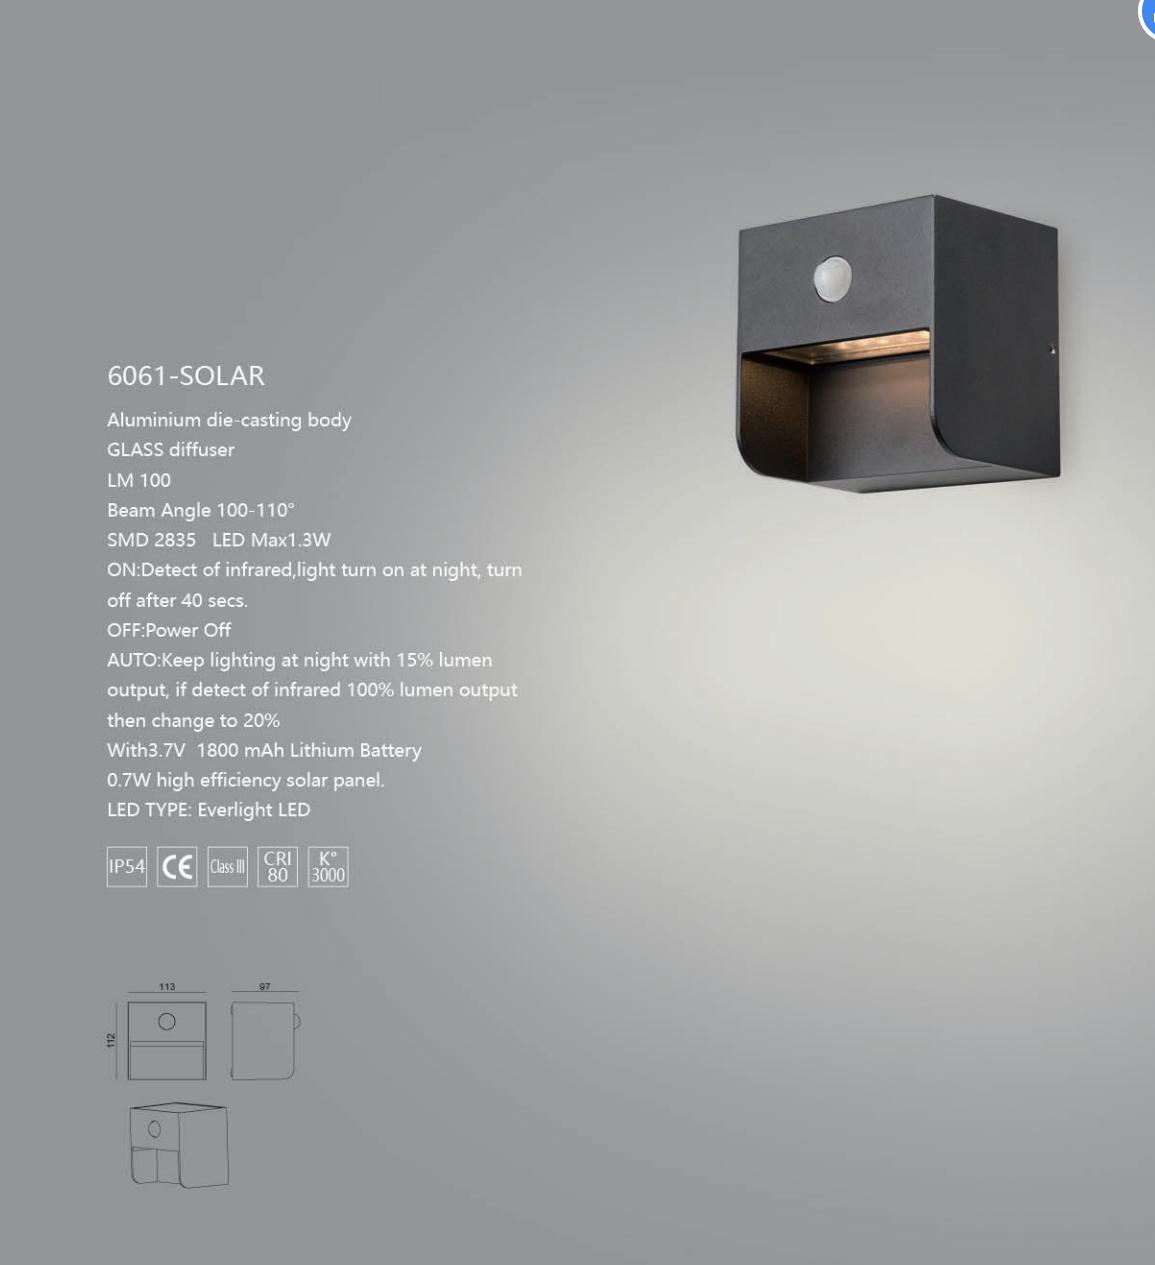 6061-SOLAR
Aluminium die-casting body
GLASS diffuser
LM 100
Beam Angle 100-110°
SMD 2835   LED Max1.3W
ON:Detect of infrared,light turn on at night, turn
off after 40 secs.
OFF:Power Off
AUTO:Keep lighting at night with 15% lumen
output, if detect of infrared 100% lumen output
then change to 20%
With3.7V  1800 mAh Lithium Battery
0.7W high efficiency solar panel.
LED TYPE: Everlight LED
IP54 CE Class III CRI 80 K° 3000
113 97
112